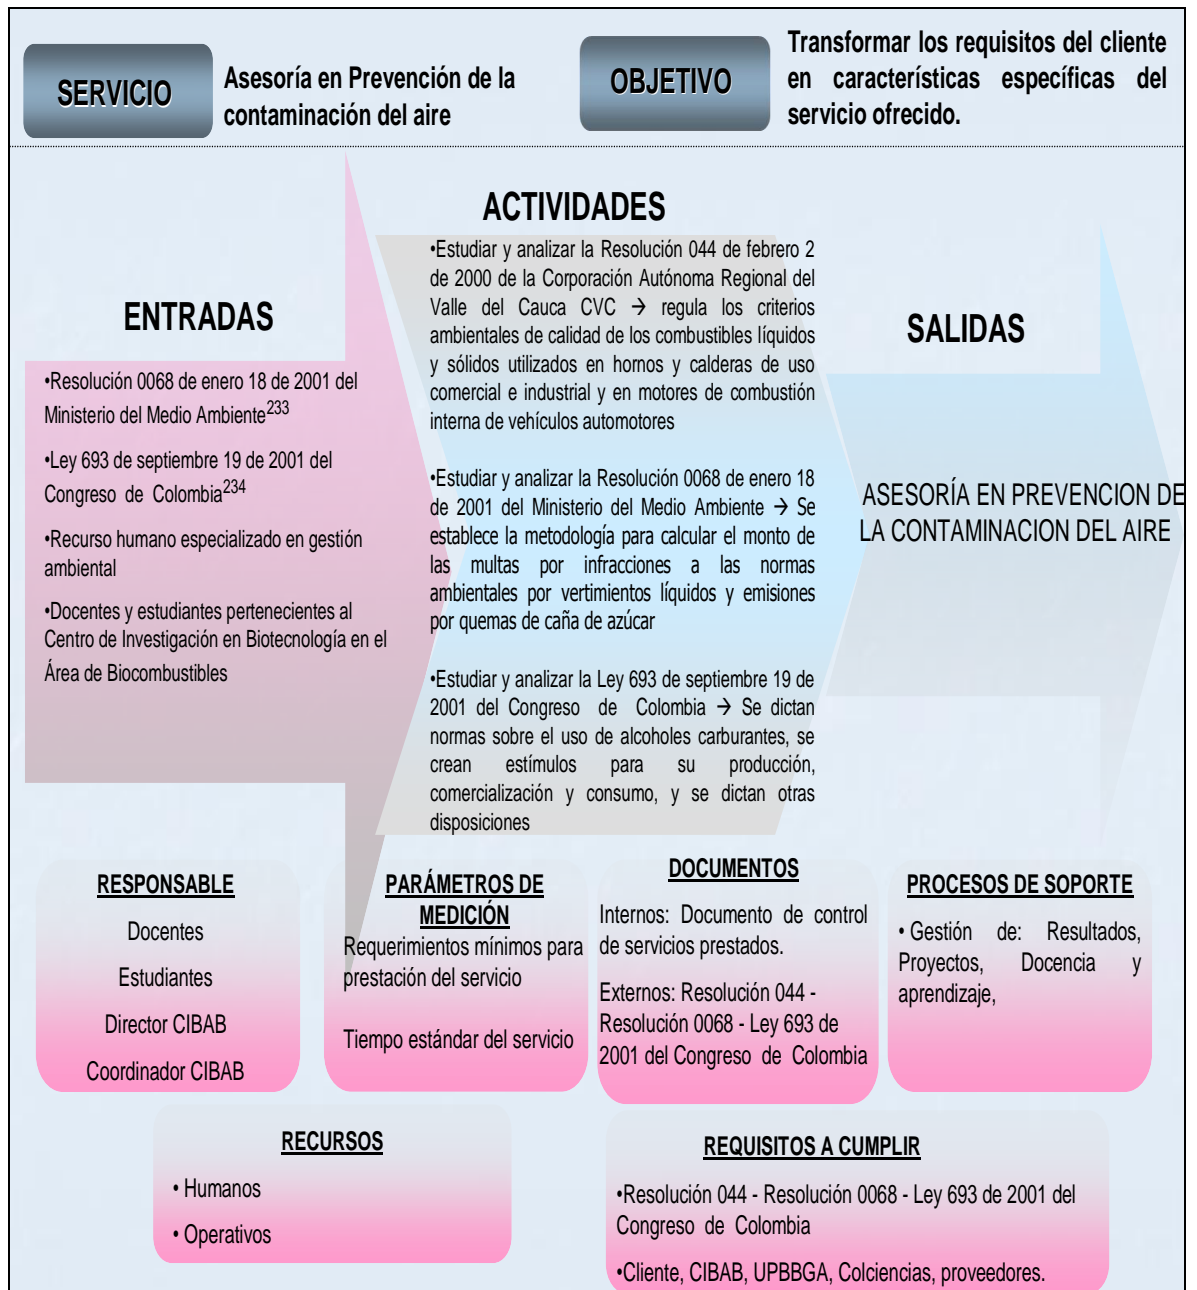 SERVICIO
Asesoría en Prevención de la
contaminación del aire
OBJETIVO
Transformar los requisitos del cliente
en características específicas del
servicio ofrecido.
ENTRADAS
•Resolución 0068 de enero 18 de 2001 del
Ministerio del Medio Ambiente233
•Ley 693 de septiembre 19 de 2001 del
Congreso de Colombia234
•Recurso humano especializado en gestión
ambiental
•Docentes y estudiantes pertenecientes al
Centro de Investigación en Biotecnología en el
Área de Biocombustibles
ACTIVIDADES
•Estudiar y analizar la Resolución 044 de febrero 2
de 2000 de la Corporación Autónoma Regional del
Valle del Cauca CVC → regula los criterios
ambientales de calidad de los combustibles líquidos
y sólidos utilizados en hornos y calderas de uso
comercial e industrial y en motores de combustión
interna de vehículos automotores
•Estudiar y analizar la Resolución 0068 de enero 18
de 2001 del Ministerio del Medio Ambiente → Se
establece la metodología para calcular el monto de
las multas por infracciones a las normas
ambientales por vertimientos líquidos y emisiones
por quemas de caña de azúcar
•Estudiar y analizar la Ley 693 de septiembre 19 de
2001 del Congreso de Colombia → Se dictan
normas sobre el uso de alcoholes carburantes, se
crean estímulos para su producción,
comercialización y consumo, y se dictan otras
disposiciones
SALIDAS
ASESORÍA EN PREVENCION DE
LA CONTAMINACION DEL AIRE
RESPONSABLE
Docentes
Estudiantes
Director CIBAB
Coordinador CIBAB
PARÁMETROS DE
MEDICIÓN
Requerimientos mínimos para
prestación del servicio
Tiempo estándar del servicio
DOCUMENTOS
Internos: Documento de control
de servicios prestados.
Externos: Resolución 044 -
Resolución 0068 - Ley 693 de
2001 del Congreso de Colombia
PROCESOS DE SOPORTE
• Gestión de: Resultados,
Proyectos, Docencia y
aprendizaje,
RECURSOS
• Humanos
• Operativos
REQUISITOS A CUMPLIR
•Resolución 044 - Resolución 0068 - Ley 693 de 2001 del
Congreso de Colombia
•Cliente, CIBAB, UPBBGA, Colciencias, proveedores.